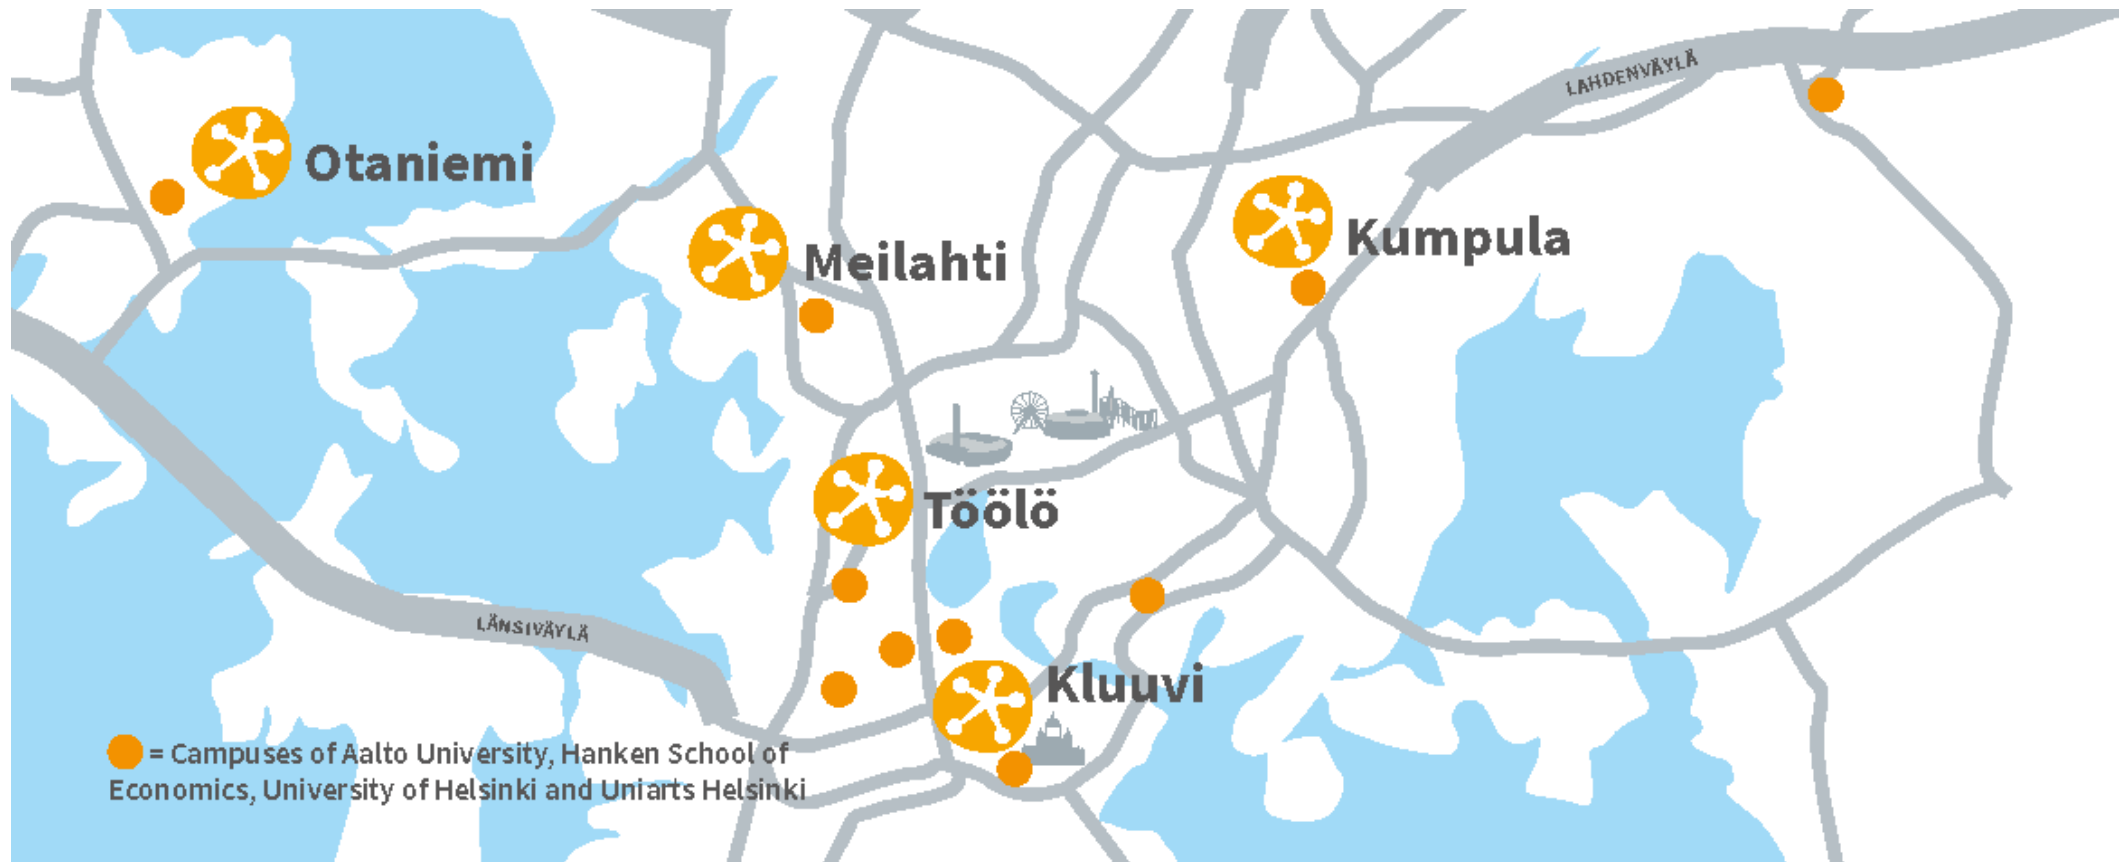 LAHDENVÄYLÄ
Otaniemi
Kumpula
Meilahti
Töölö
LÄNSIVÄYLÄ
Kluuvi
= Campuses of Aalto University, Hanken School of
Economics, University of Helsinki and Uniarts Helsinki